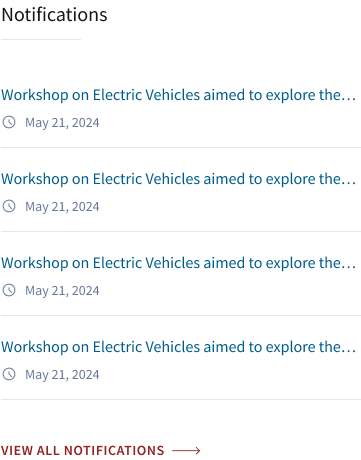 Notifications
Workshop on Electric Vehicles aimed to explore the...
May 21, 2024
Workshop on Electric Vehicles aimed to explore the...
May 21, 2024
Workshop on Electric Vehicles aimed to explore the...
May 21, 2024
Workshop on Electric Vehicles aimed to explore the...
May 21, 2024
VIEW ALL NOTIFICATIONS